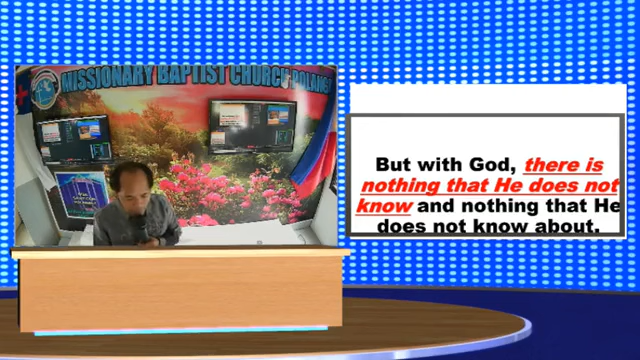 MISSIONARY BAPTIST CHURCH POLANGUI
But with God, there is
nothing that He does not
know and nothing that He
does not know about.